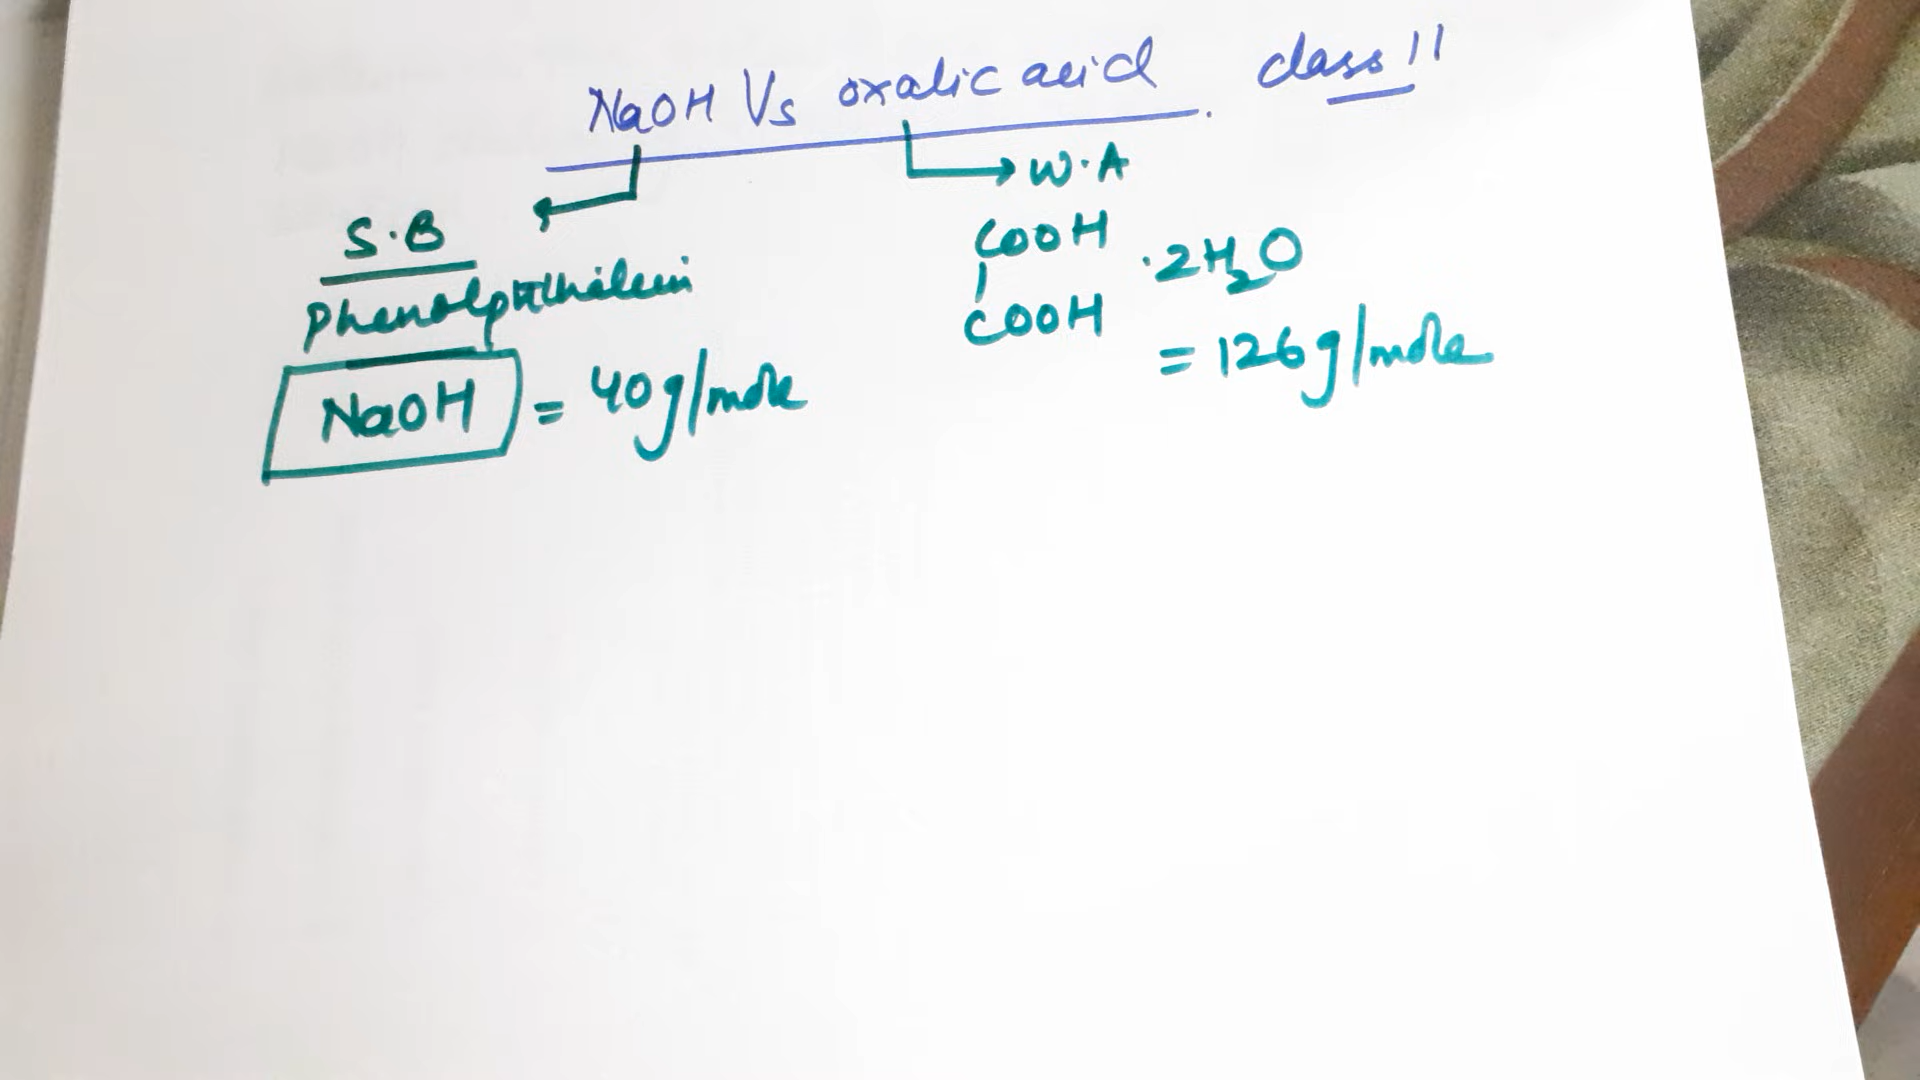 NaOH Vs oxalic acid. class 11
S.B
Phenolphthalein
NaOH = 40g/mole
W.A
COOH
COOH
.2H₂O
= 126g/mole